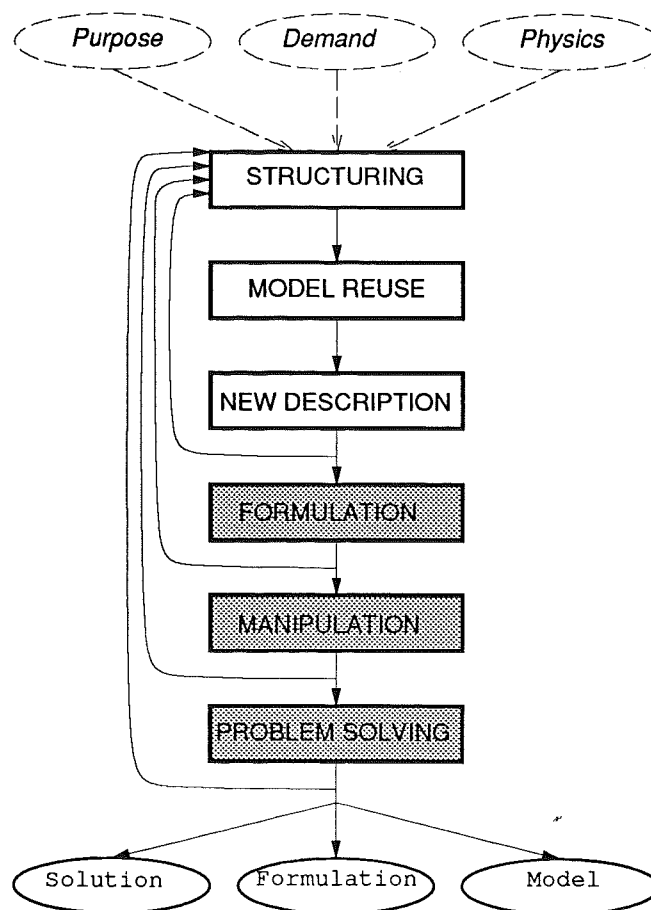 Purpose
Demand
Physics
STRUCTURING
MODEL REUSE
NEW DESCRIPTION
FORMULATION
MANIPULATION
PROBLEM SOLVING
Solution
Formulation
Model